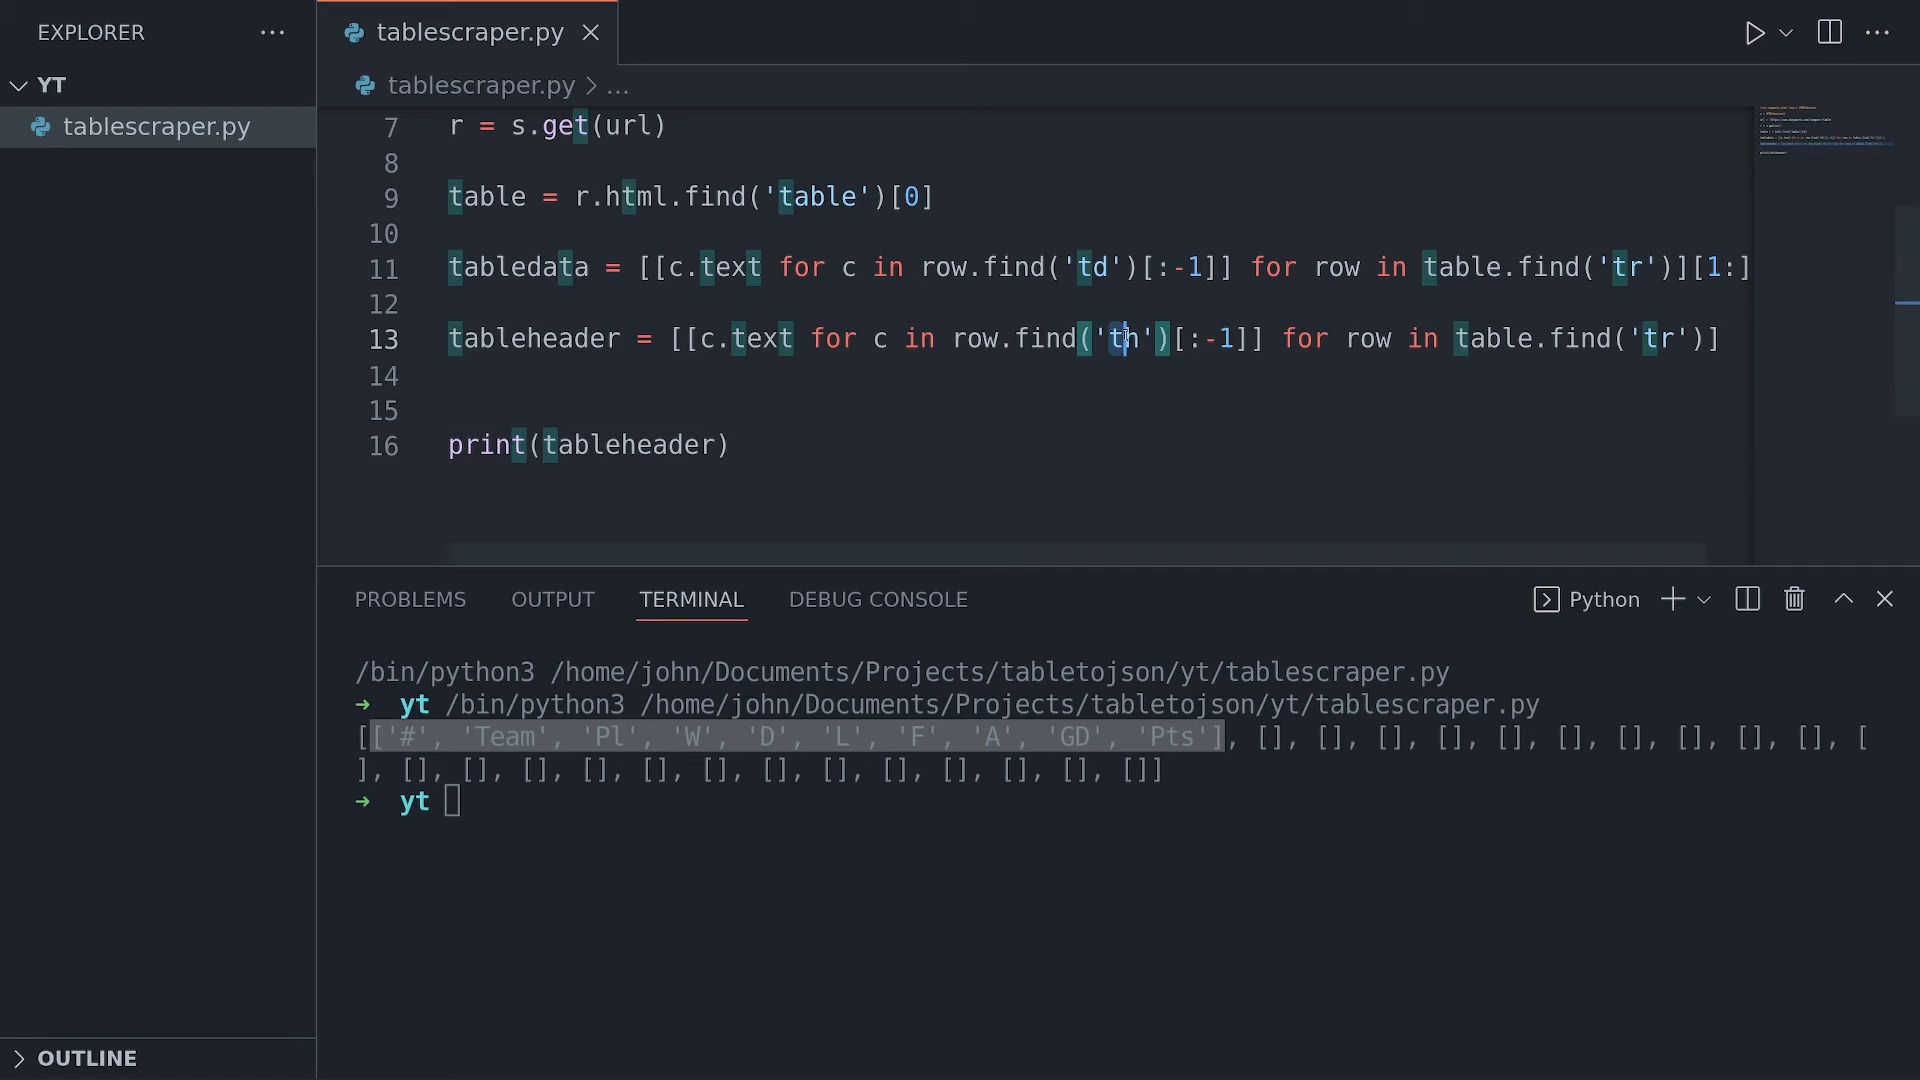 EXPLORER
YT
tablescraper.py
OUTLINE
tablescraper.py
tablescraper.py > ...
7 r = s.get(url)
8
9 table = r.html.find('table')[0]
10
11 tabledata = [[c.text for c in row.find('td')[:-1]] for row in table.find('tr')][1:]
12
13 tableheader = [[c.text for c in row.find('th')[:-1]] for row in table.find('tr')]
14
15
16 print(tableheader)
PROBLEMS OUTPUT TERMINAL DEBUG CONSOLE Python
/bin/python3 /home/john/Documents/Projects/tabletojson/yt/tablescraper.py
➜ yt /bin/python3 /home/john/Documents/Projects/tabletojson/yt/tablescraper.py
[['#', 'Team', 'Pl', 'W', 'D', 'L', 'F', 'A', 'GD', 'Pts'], [], [], [], [], [], [], [], [], [], [], [
], [], [], [], [], [], [], [], [], [], [], [], [], []]
➜ yt